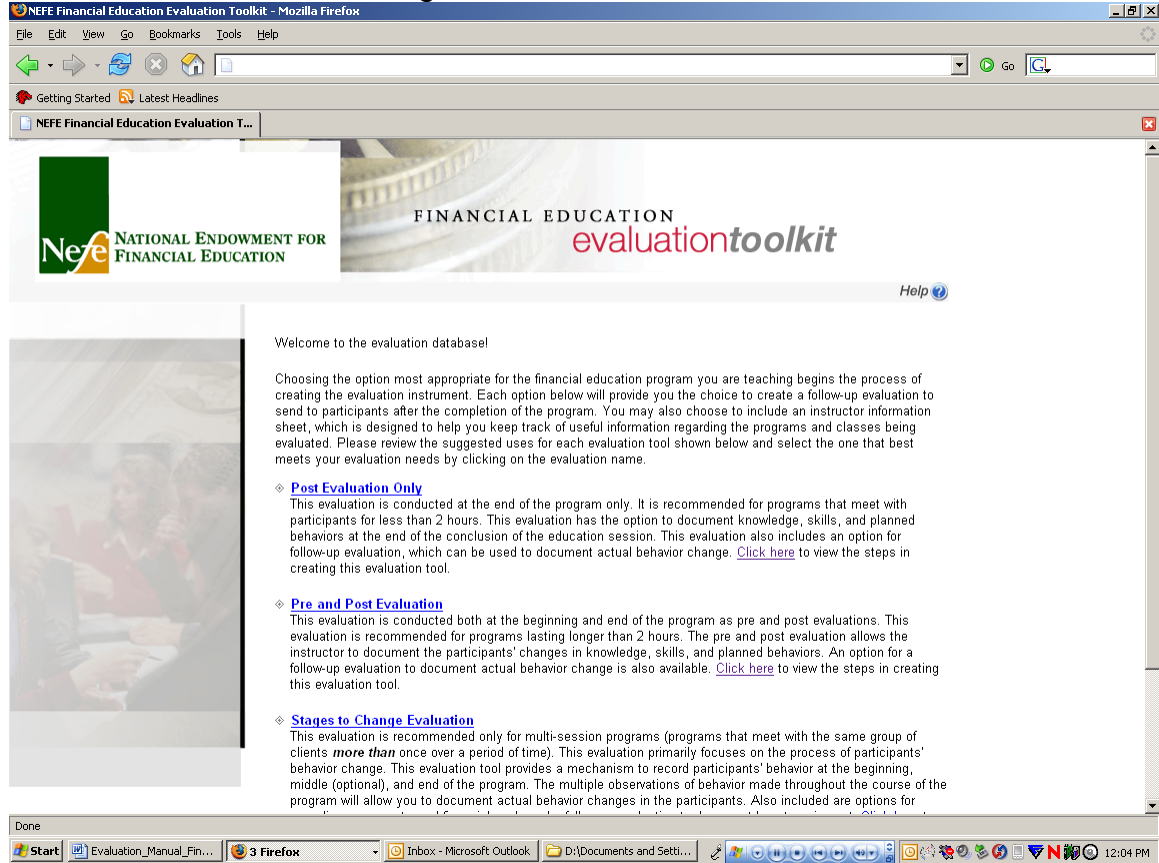 NEFE Financial Education Evaluation Toolkit - Mozilla Firefox
File Edit View Go Bookmarks Tools Help
Go G
Getting Started Latest Headlines
NEFE Financial Education Evaluation T...
Nefe NATIONAL ENDOWMENT FOR
FINANCIAL EDUCATION
FINANCIAL EDUCATION
evaluationtoolkit
Help ?
Welcome to the evaluation database!
Choosing the option most appropriate for the financial education program you are teaching begins the process of
creating the evaluation instrument. Each option below will provide you the choice to create a follow-up evaluation to
send to participants after the completion of the program. You may also choose to include an instructor information
sheet, which is designed to help you keep track of useful information regarding the programs and classes being
evaluated. Please review the suggested uses for each evaluation tool shown below and select the one that best
meets your evaluation needs by clicking on the evaluation name.
Post Evaluation Only
This evaluation is conducted at the end of the program only. It is recommended for programs that meet with
participants for less than 2 hours. This evaluation has the option to document knowledge, skills, and planned
behaviors at the end of the conclusion of the education session. This evaluation also includes an option for
follow-up evaluation, which can be used to document actual behavior change. Click here to view the steps in
creating this evaluation tool.
Pre and Post Evaluation
This evaluation is conducted both at the beginning and end of the program as pre and post evaluations. This
evaluation is recommended for programs lasting longer than 2 hours. The pre and post evaluation allows the
instructor to document the participants' changes in knowledge, skills, and planned behaviors. An option for a
follow-up evaluation to document actual behavior change is also available. Click here to view the steps in creating
this evaluation tool.
Stages to Change Evaluation
This evaluation is recommended only for multi-session programs (programs that meet with the same group of
clients more than once over a period of time). This evaluation primarily focuses on the process of participants'
behavior change. This evaluation tool provides a mechanism to record participants' behavior at the beginning,
middle (optional), and end of the program. The multiple observations of behavior made throughout the course of the
program will allow you to document actual behavior changes in the participants. Also included are options for
Done
Start Evaluation_Manual_Fin... 3 Firefox Inbox - Microsoft Outlook D:\Documents and Setti... N 12:04 PM